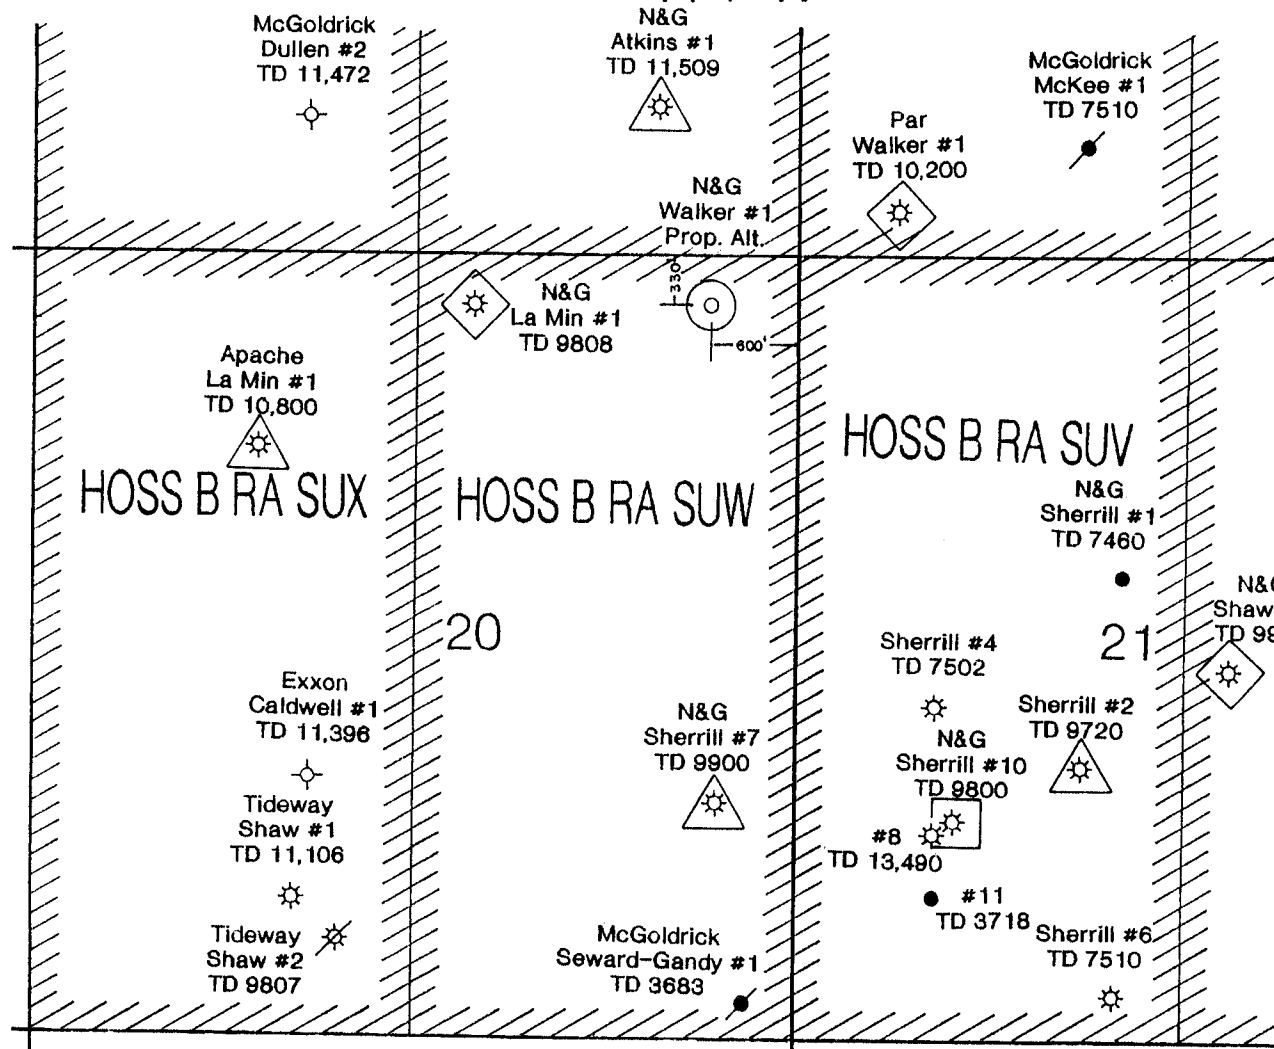 McGoldrick
Dullen #2
TD 11,472
N&G
Atkins #1
TD 11,509
McGoldrick
McKee #1
TD 7510
Par
Walker #1
TD 10,200
N&G
Walker #1
Prop. Alt.
330'
600'
N&G
La Min #1
TD 9808
Apache
La Min #1
TD 10,800
HOSS B RA SUX
HOSS B RA SUW
HOSS B RA SUV
N&G
Sherrill #1
TD 7460
20
21
N&G
Shaw
TD 99
Sherrill #4
TD 7502
Exxon
Caldwell #1
TD 11,396
N&G
Sherrill #7
TD 9900
Sherrill #2
TD 9720
N&G
Sherrill #10
TD 9800
Tideway
Shaw #1
TD 11,106
#8
TD 13,490
#11
TD 3718
Tideway
Shaw #2
TD 9807
McGoldrick
Seward-Gandy #1
TD 3683
Sherrill #6
TD 7510